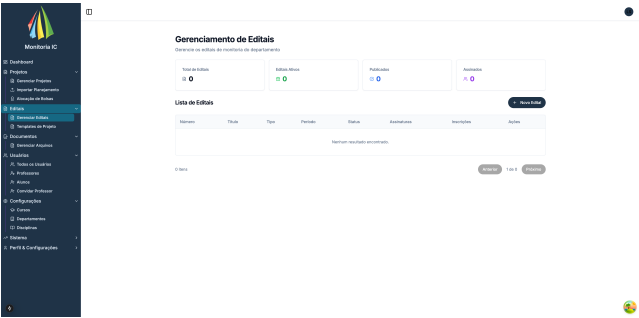 Monitoria IC
Dashboard
Projetos
Gerenciar Projetos
Importar Planejamento
Alocação de Bolsas
Editais
Gerenciar Editais
Templates de Projeto
Documentos
Gerenciar Arquivos
Usuários
Todos os Usuários
Professores
Alunos
Convidar Professor
Configurações
Cursos
Departamentos
Disciplinas
Sistema
Perfil & Configurações
Gerenciamento de Editais
Gerencie os editais de monitoria do departamento
Total de Editais
0
Editais Ativos
0
Publicados
0
Assinados
0
Lista de Editais
+ Novo Edital
Número Título Tipo Período Status Assinaturas Inscrições Ações
Nenhum resultado encontrado.
0 itens
Anterior 1 de 0 Próximo